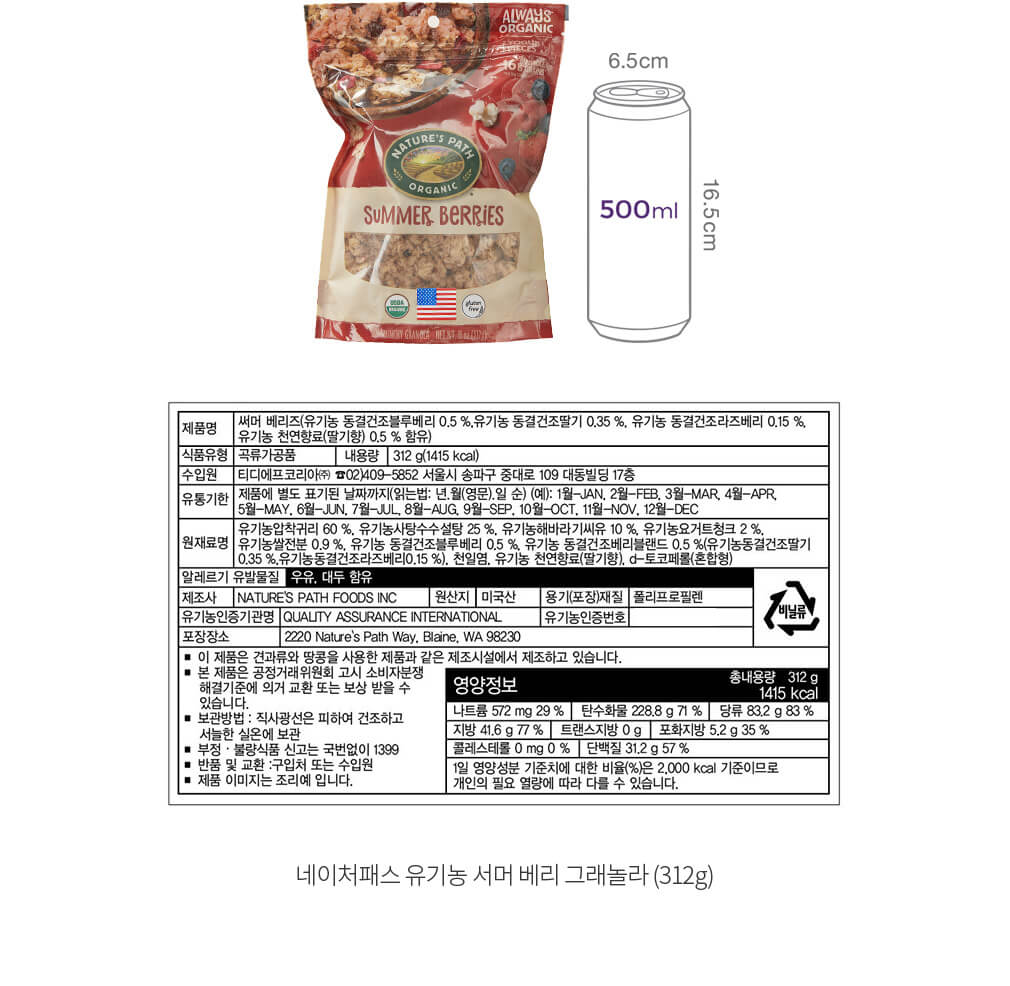 ALWAYS
ORGANIC
6.5cm
NATURE'S PATH
ORGANIC
SUMMER BERRIES
500ml
16.5cm
USDA
ORGANIC
gluten
free
제품명
써머 베리즈(유기농 동결건조블루베리 0.5 %,유기농 동결건조딸기 0.35 %, 유기농 동결건조라즈베리 0.15 %,
유기농 천연향료(딸기향) 0.5 % 함유)
식품유형 곡류가공품 내용량 312 g(1415 kcal)
수입원 티디에프코리아㈜ ☎02)409-5852 서울시 송파구 중대로 109 대동빌딩 17층
유통기한
제품에 별도 표기된 날짜까지(읽는법: 년.월(영문).일 순) (예): 1월-JAN, 2월-FEB, 3월-MAR, 4월-APR,
5월-MAY, 6월-JUN, 7월-JUL, 8월-AUG, 9월-SEP, 10월-OCT, 11월-NOV, 12월-DEC
원재료명
유기농압착귀리 60 %, 유기농사탕수수설탕 25 %, 유기농해바라기씨유 10 %, 유기농요거트청크 2 %,
유기농쌀전분 0.9 %, 유기농 동결건조블루베리 0.5 %, 유기농 동결건조베리블랜드 0.5 %(유기농동결건조딸기
0.35 %,유기농동결건조라즈베리0.15 %), 천일염, 유기농 천연향료(딸기향), d-토코페롤(혼합형)
알레르기 유발물질 우유, 대두 함유
제조사 NATURE'S PATH FOODS INC 원산지 미국산 용기(포장)재질 폴리프로필렌
유기농인증기관명 QUALITY ASSURANCE INTERNATIONAL 유기농인증번호
포장장소 2220 Nature's Path Way, Blaine, WA 98230
비닐류
■ 이 제품은 견과류와 땅콩을 사용한 제품과 같은 제조시설에서 제조하고 있습니다.
■ 본 제품은 공정거래위원회 고시 소비자분쟁
해결기준에 의거 교환 또는 보상 받을 수
있습니다.
■ 보관방법 : 직사광선은 피하여 건조하고
서늘한 실온에 보관
■ 부정 · 불량식품 신고는 국번없이 1399
■ 반품 및 교환 :구입처 또는 수입원
■ 제품 이미지는 조리예 입니다.
영양정보
총내용량 312 g
1415 kcal
나트륨 572 mg 29 % 탄수화물 228.8 g 71 % 당류 83.2 g 83 %
지방 41.6 g 77 % 트랜스지방 0 g 포화지방 5.2 g 35 %
콜레스테롤 0 mg 0 % 단백질 31.2 g 57 %
1일 영양성분 기준치에 대한 비율(%)은 2,000 kcal 기준이므로
개인의 필요 열량에 따라 다를 수 있습니다.
네이처패스 유기농 서머 베리 그래놀라 (312g)